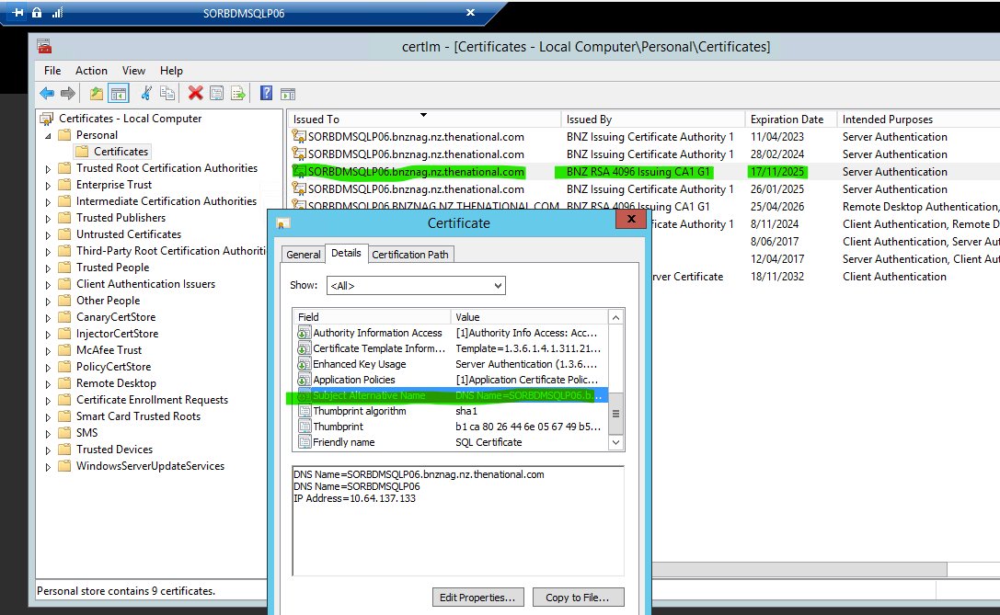 SORBDMSQLP06
certlm - [Certificates - Local Computer\Personal\Certificates]
File Action View Help
Certificates - Local Computer
Personal
Certificates
Trusted Root Certification Authorities
Enterprise Trust
Intermediate Certification Authorities
Trusted Publishers
Untrusted Certificates
Third-Party Root Certification Authoriti
Trusted People
Client Authentication Issuers
Other People
CanaryCertStore
InjectorCertStore
McAfee Trust
PolicyCertStore
Remote Desktop
Certificate Enrollment Requests
Smart Card Trusted Roots
SMS
Trusted Devices
WindowsServerUpdateServices
Issued To Issued By Expiration Date Intended Purposes
SORBDMSQLP06.bnznag.nz.thenational.com BNZ Issuing Certificate Authority 1 11/04/2023 Server Authentication
SORBDMSQLP06.bnznag.nz.thenational.com BNZ Issuing Certificate Authority 1 28/02/2024 Server Authentication
SORBDMSQLP06.bnznag.nz.thenational.com BNZ RSA 4096 Issuing CA1 G1 17/11/2025 Server Authentication
SORBDMSQLP06.bnznag.nz.thenational.com BNZ Issuing Certificate Authority 1 26/01/2025 Server Authentication
SORBDMSQLP06.BNZNAG.NZ.THENATIONAL.COM BNZ RSA 4096 Issuing CA1 G1 25/04/2026 Remote Desktop Authentication,
ificate Authority 1 8/11/2024 Client Authentication, Remote D
8/06/2017 Client Authentication, Server Au
12/04/2017 Server Authentication, Client Au
rver Certificate 18/11/2032 Client Authentication
Certificate
General Details Certification Path
Show: <All>
Field Value
Authority Information Access [1]Authority Info Access: Acc...
Certificate Template Inform... Template=1.3.6.1.4.1.311.21...
Enhanced Key Usage Server Authentication (1.3.6....
Application Policies [1]Application Certificate Polic...
Subject Alternative Name DNS Name=SORBDMSQLP06.b...
Thumbprint algorithm sha1
Thumbprint b1 ca 80 26 44 6e 05 67 49 b5...
Friendly name SQL Certificate
DNS Name=SORBDMSQLP06.bnznag.nz.thenational.com
DNS Name=SORBDMSQLP06
IP Address=10.64.137.133
Edit Properties... Copy to File...
Personal store contains 9 certificates.